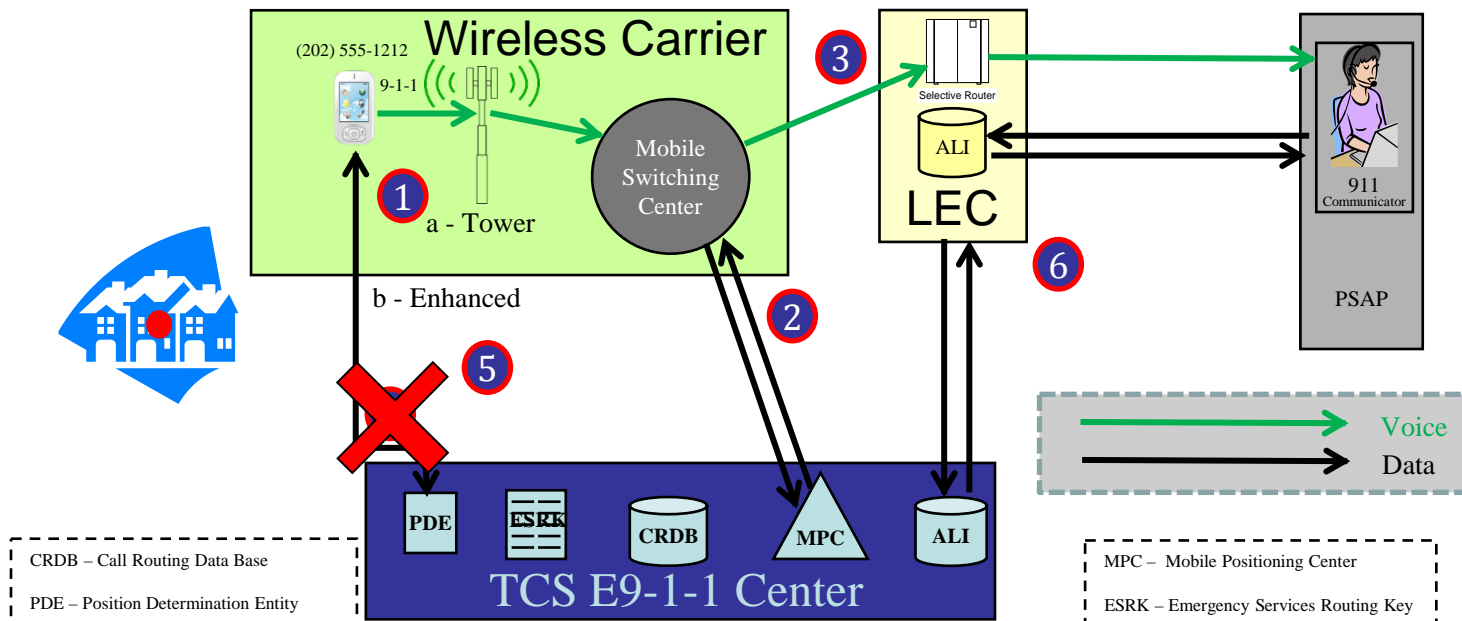 Wireless Carrier
(202) 555-1212
9-1-1
a - Tower
Mobile
Switching
Center
3
Selective Router
ALI
LEC
911
Communicator
PSAP
1
b - Enhanced
2
6
5
Voice
Data
PDE
ESRK
CRDB
MPC
ALI
TCS E9-1-1 Center
CRDB – Call Routing Data Base
PDE – Position Determination Entity
MPC – Mobile Positioning Center
ESRK – Emergency Services Routing Key